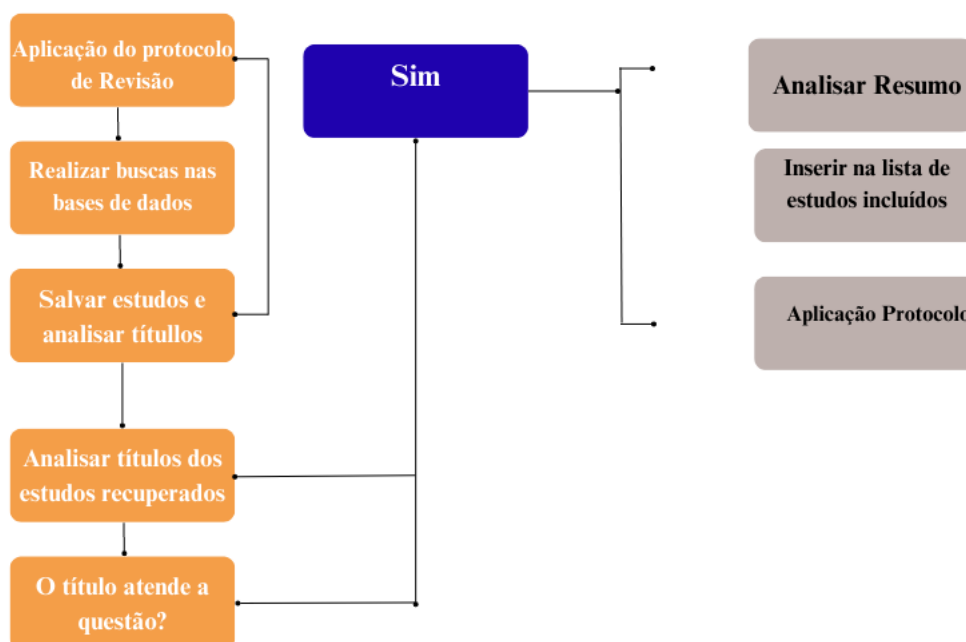 Aplicação do protocolo
de Revisão
Realizar buscas nas
bases de dados
Salvar estudos e
analisar títullos
Analisar títulos dos
estudos recuperados
O título atende a
questão?
Sim
Analisar Resumo
Inserir na lista de
estudos incluídos
Aplicação Protocolo